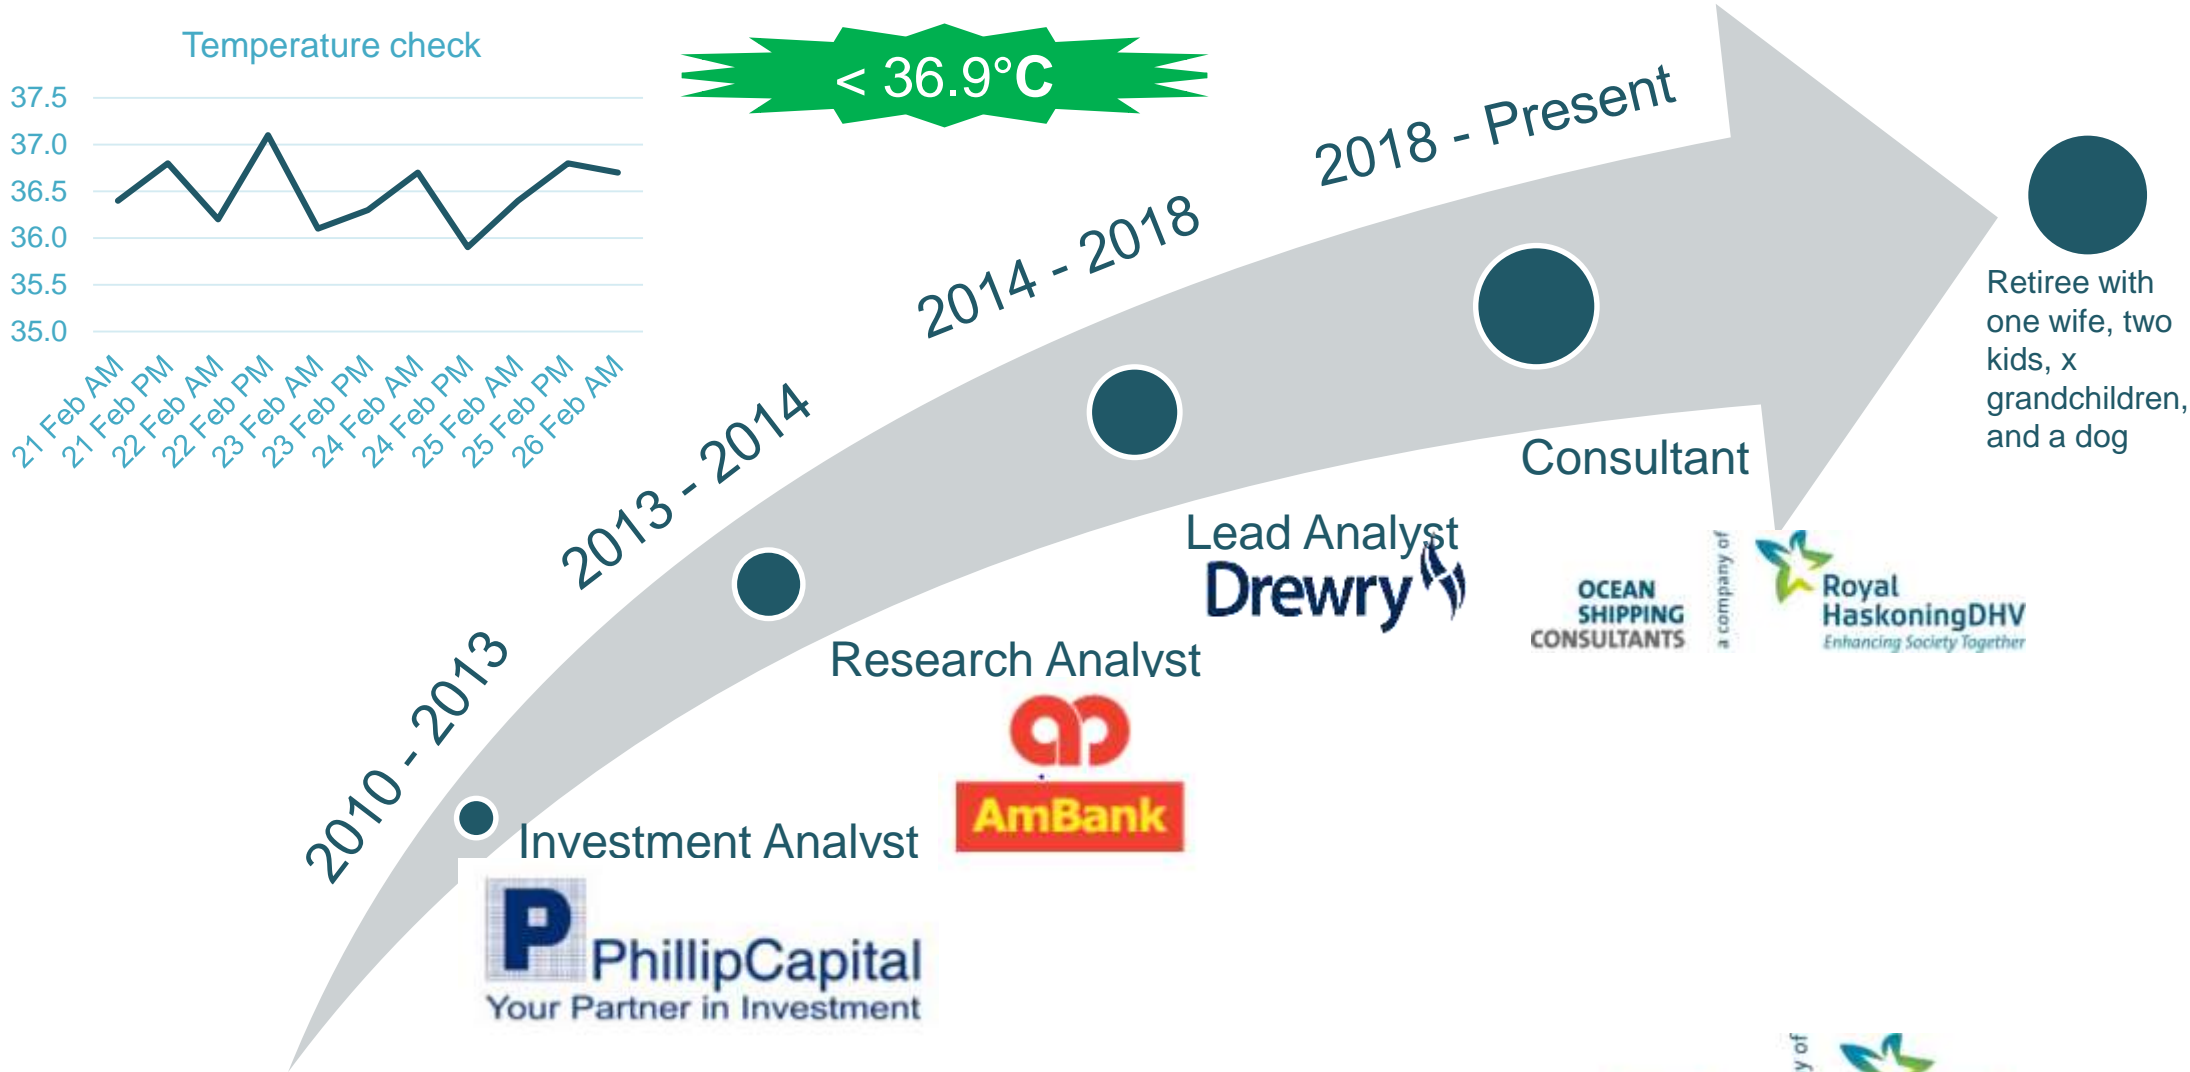 Temperature check
37.5
37.0
36.5
36.0
35.5
35.0
21 Feb AM
21 Feb PM
22 Feb AM
22 Feb PM
23 Feb AM
23 Feb PM
24 Feb AM
24 Feb PM
25 Feb AM
25 Feb PM
26 Feb AM
< 36.9°C
2010 - 2013
Investment Analyst
P
PhillipCapital
Your Partner in Investment
2013 - 2014
Research Analyst
AmBank
2014 - 2018
Lead Analyst
Drewry
2018 - Present
Consultant
OCEAN
SHIPPING
CONSULTANTS
a company of
Royal
HaskoningDHV
Enhancing Society Together
Retiree with
one wife, two
kids, x
grandchildren,
and a dog